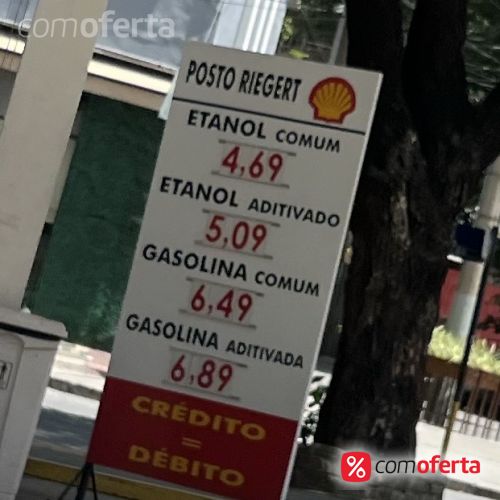 comoferta
POSTO RIEGERT
ETANOL COMUM
4,69
ETANOL ADITIVADO
5,09
GASOLINA COMUM
6,49
GASOLINA ADITIVADA
6,89
CRÉDITO
=
DÉBITO
% comoferta